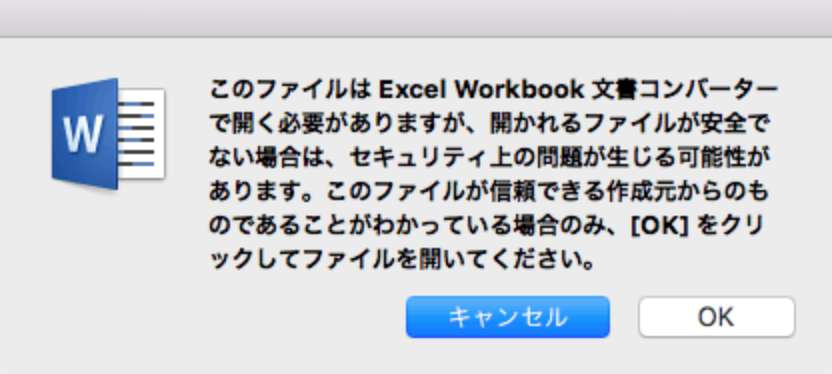 W
このファイルは Excel Workbook 文書コンバーター
で開く必要がありますが、開かれるファイルが安全で
ない場合は、セキュリティ上の問題が生じる可能性が
あります。このファイルが信頼できる作成元からのも
のであることがわかっている場合のみ、[OK] をクリ
ックしてファイルを開いてください。
キャンセル OK